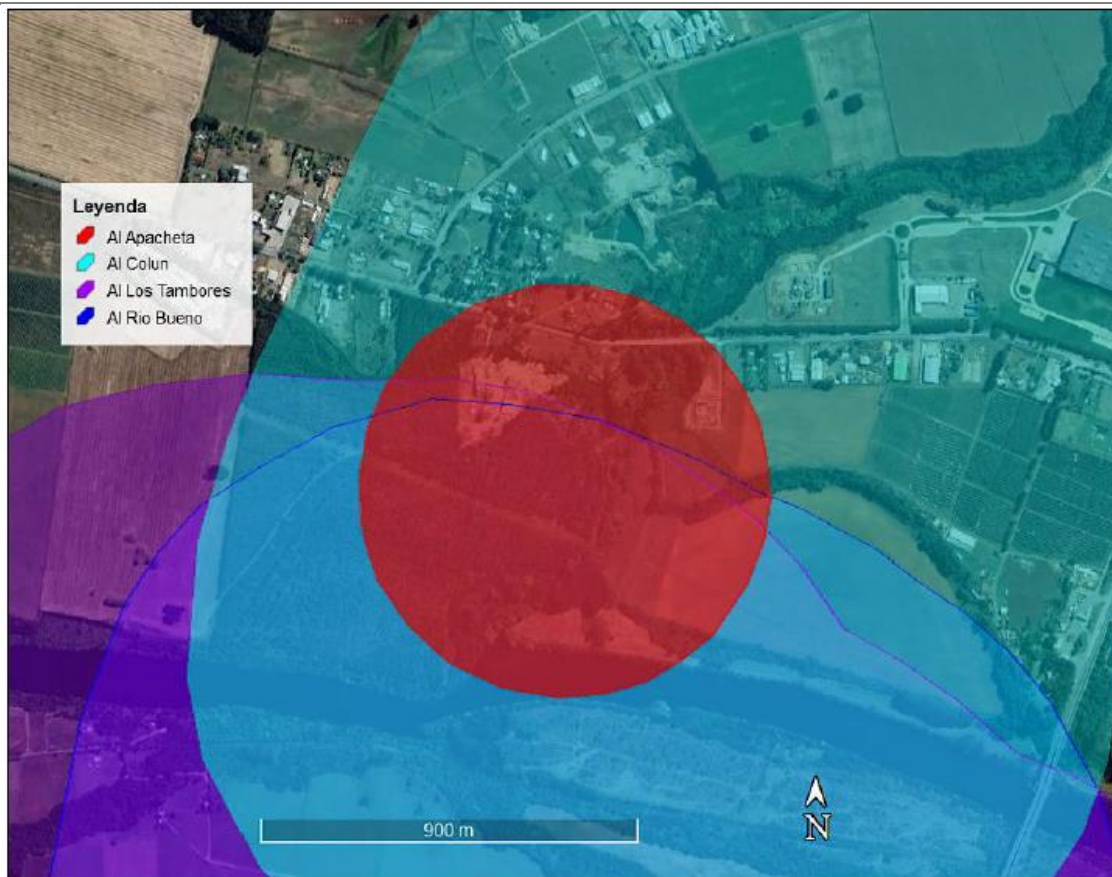 Leyenda
AI Apacheta
AI Colun
AI Los Tambores
AI Rio Bueno
900 m
N